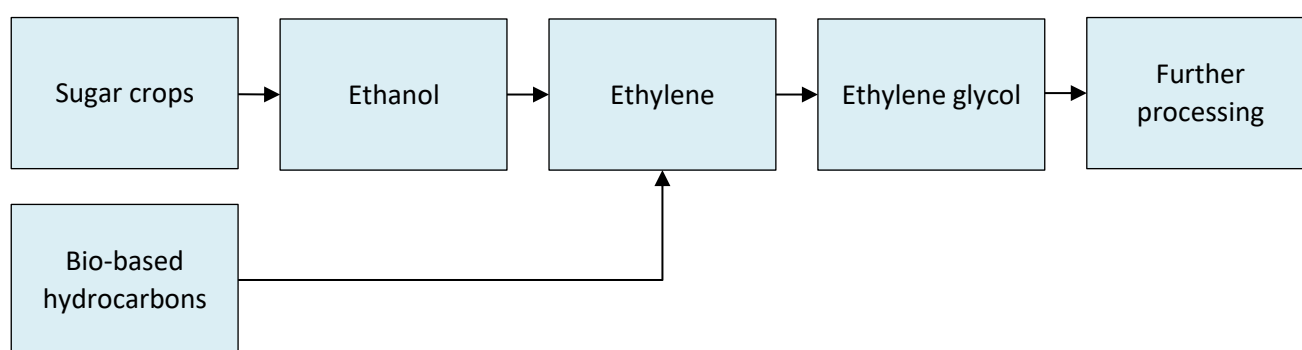 Sugar crops
Ethanol
Ethylene
Ethylene glycol
Further
processing
Bio-based
hydrocarbons